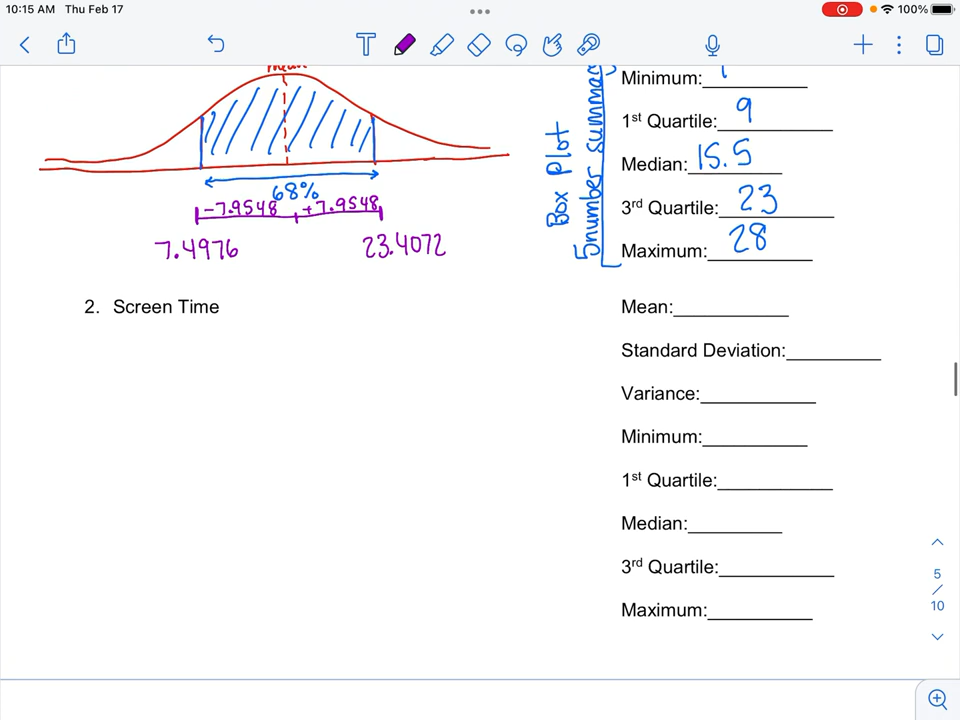 10:15 AM Thu Feb 17
100%
T
mean
Minimum:
1st Quartile: 9
Median: 15.5
3rd Quartile: 23
Maximum: 28
Box Plot
5number summary
68%
-7.9548 +7.9548
7.4976 23.4072
2. Screen Time
Mean:
Standard Deviation:
Variance:
Minimum:
1st Quartile:
Median:
3rd Quartile:
Maximum:
5
/
10